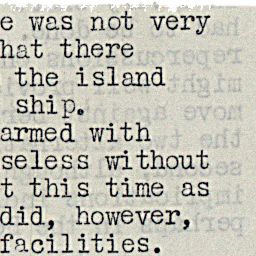 e was not very
hat there
the island
ship.
armed with
seless without
t this time as
did, however,
facilities.